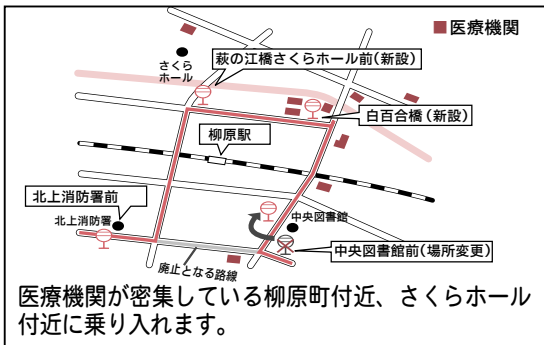 ■医療機関
萩の江橋さくらホール前(新設)
さくら
ホール
白百合橋(新設)
柳原駅
北上消防署前
北上消防署
中央図書館
中央図書館前(場所変更)
廃止となる路線
医療機関が密集している柳原町付近、さくらホール
付近に乗り入れます。